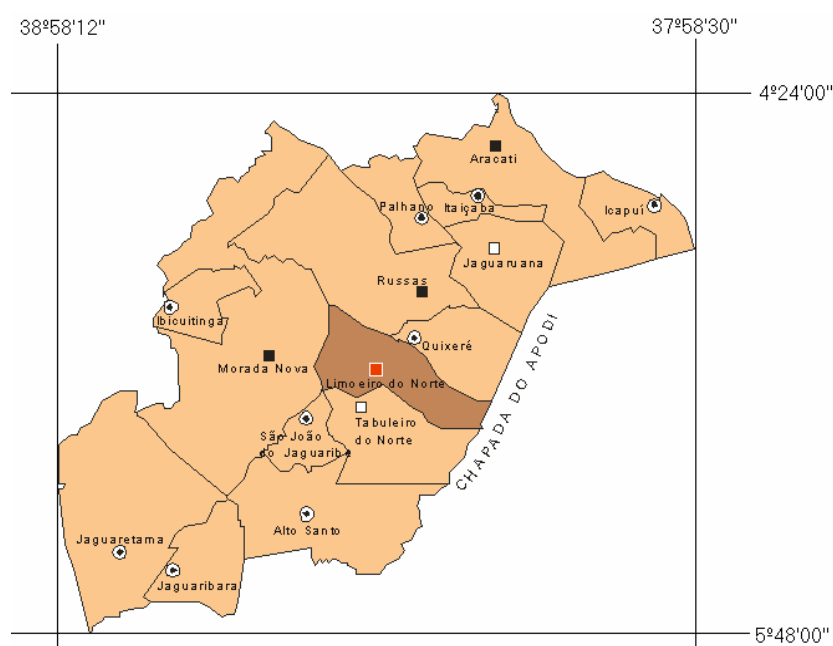 38º58'12"
37º58'30"
4º24'00"
Aracati
Palhano
Itaiçaba
Icapuí
Jaguaruana
Russas
Ibicuitinga
Quixeré
Morada Nova
Limoeiro do Norte
CHAPADA DO APODI
São João
do Jaguaribe
Tabuleiro
do Norte
Alto Santo
Jaguaretama
Jaguaribara
5º48'00"